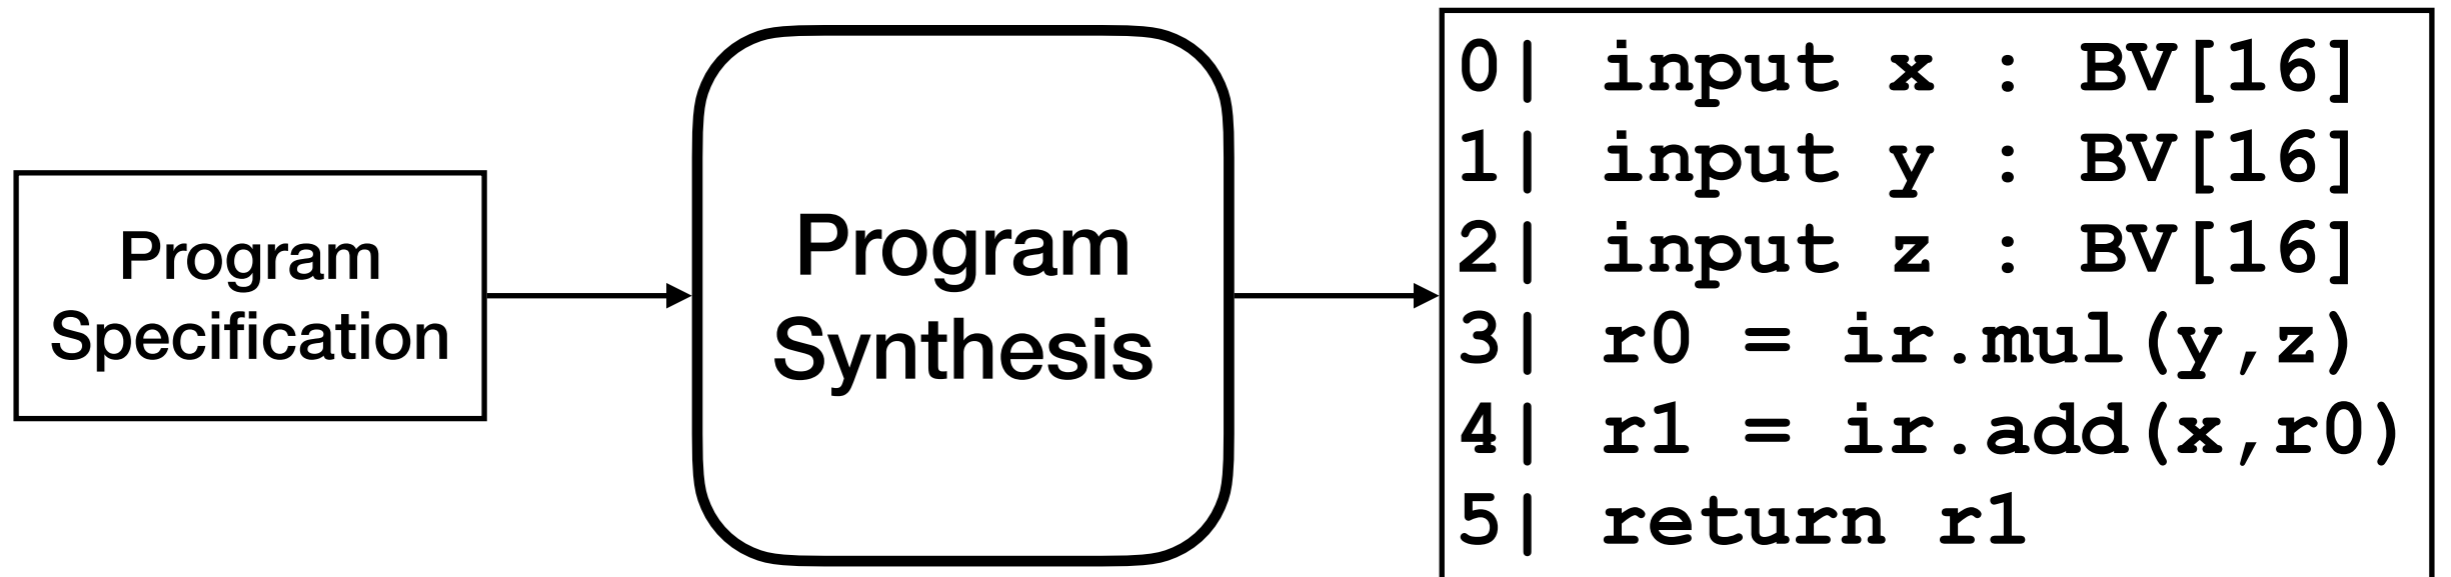 Program
Specification
Program
Synthesis
0| input x : BV[16]
1| input y : BV[16]
2| input z : BV[16]
3| r0 = ir.mul(y,z)
4| r1 = ir.add(x,r0)
5| return r1